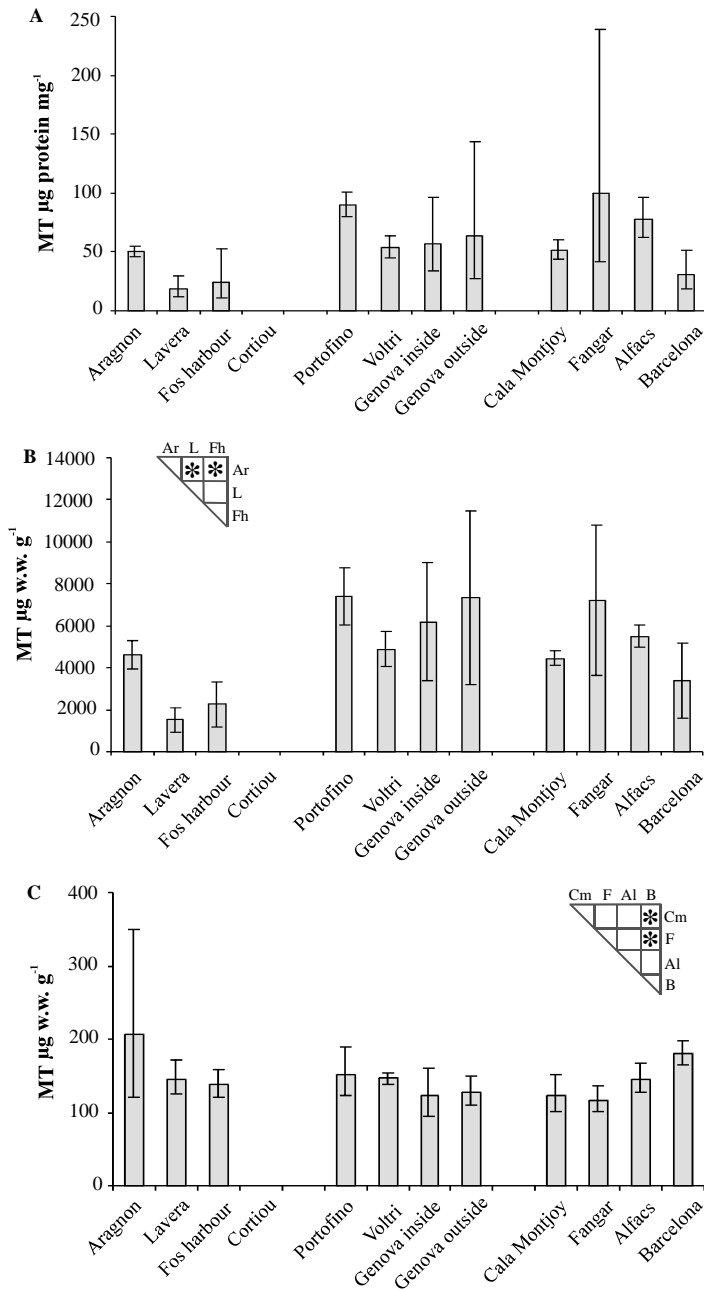 A
MT µg protein mg⁻¹
250
200
150
100
50
0
Aragnon
Lavera
Fos harbour
Cortiou
Portofino
Voltri
Genova inside
Genova outside
Cala Montjoy
Fangar
Alfacs
Barcelona
B
MT µg w.w. g⁻¹
14000
12000
10000
8000
6000
4000
2000
0
Ar L Fh
* * Ar
L
Fh
Aragnon
Lavera
Fos harbour
Cortiou
Portofino
Voltri
Genova inside
Genova outside
Cala Montjoy
Fangar
Alfacs
Barcelona
C
MT µg w.w. g⁻¹
400
300
200
100
0
Cm F Al B
* Cm
* F
Al
B
Aragnon
Lavera
Fos harbour
Cortiou
Portofino
Voltri
Genova inside
Genova outside
Cala Montjoy
Fangar
Alfacs
Barcelona